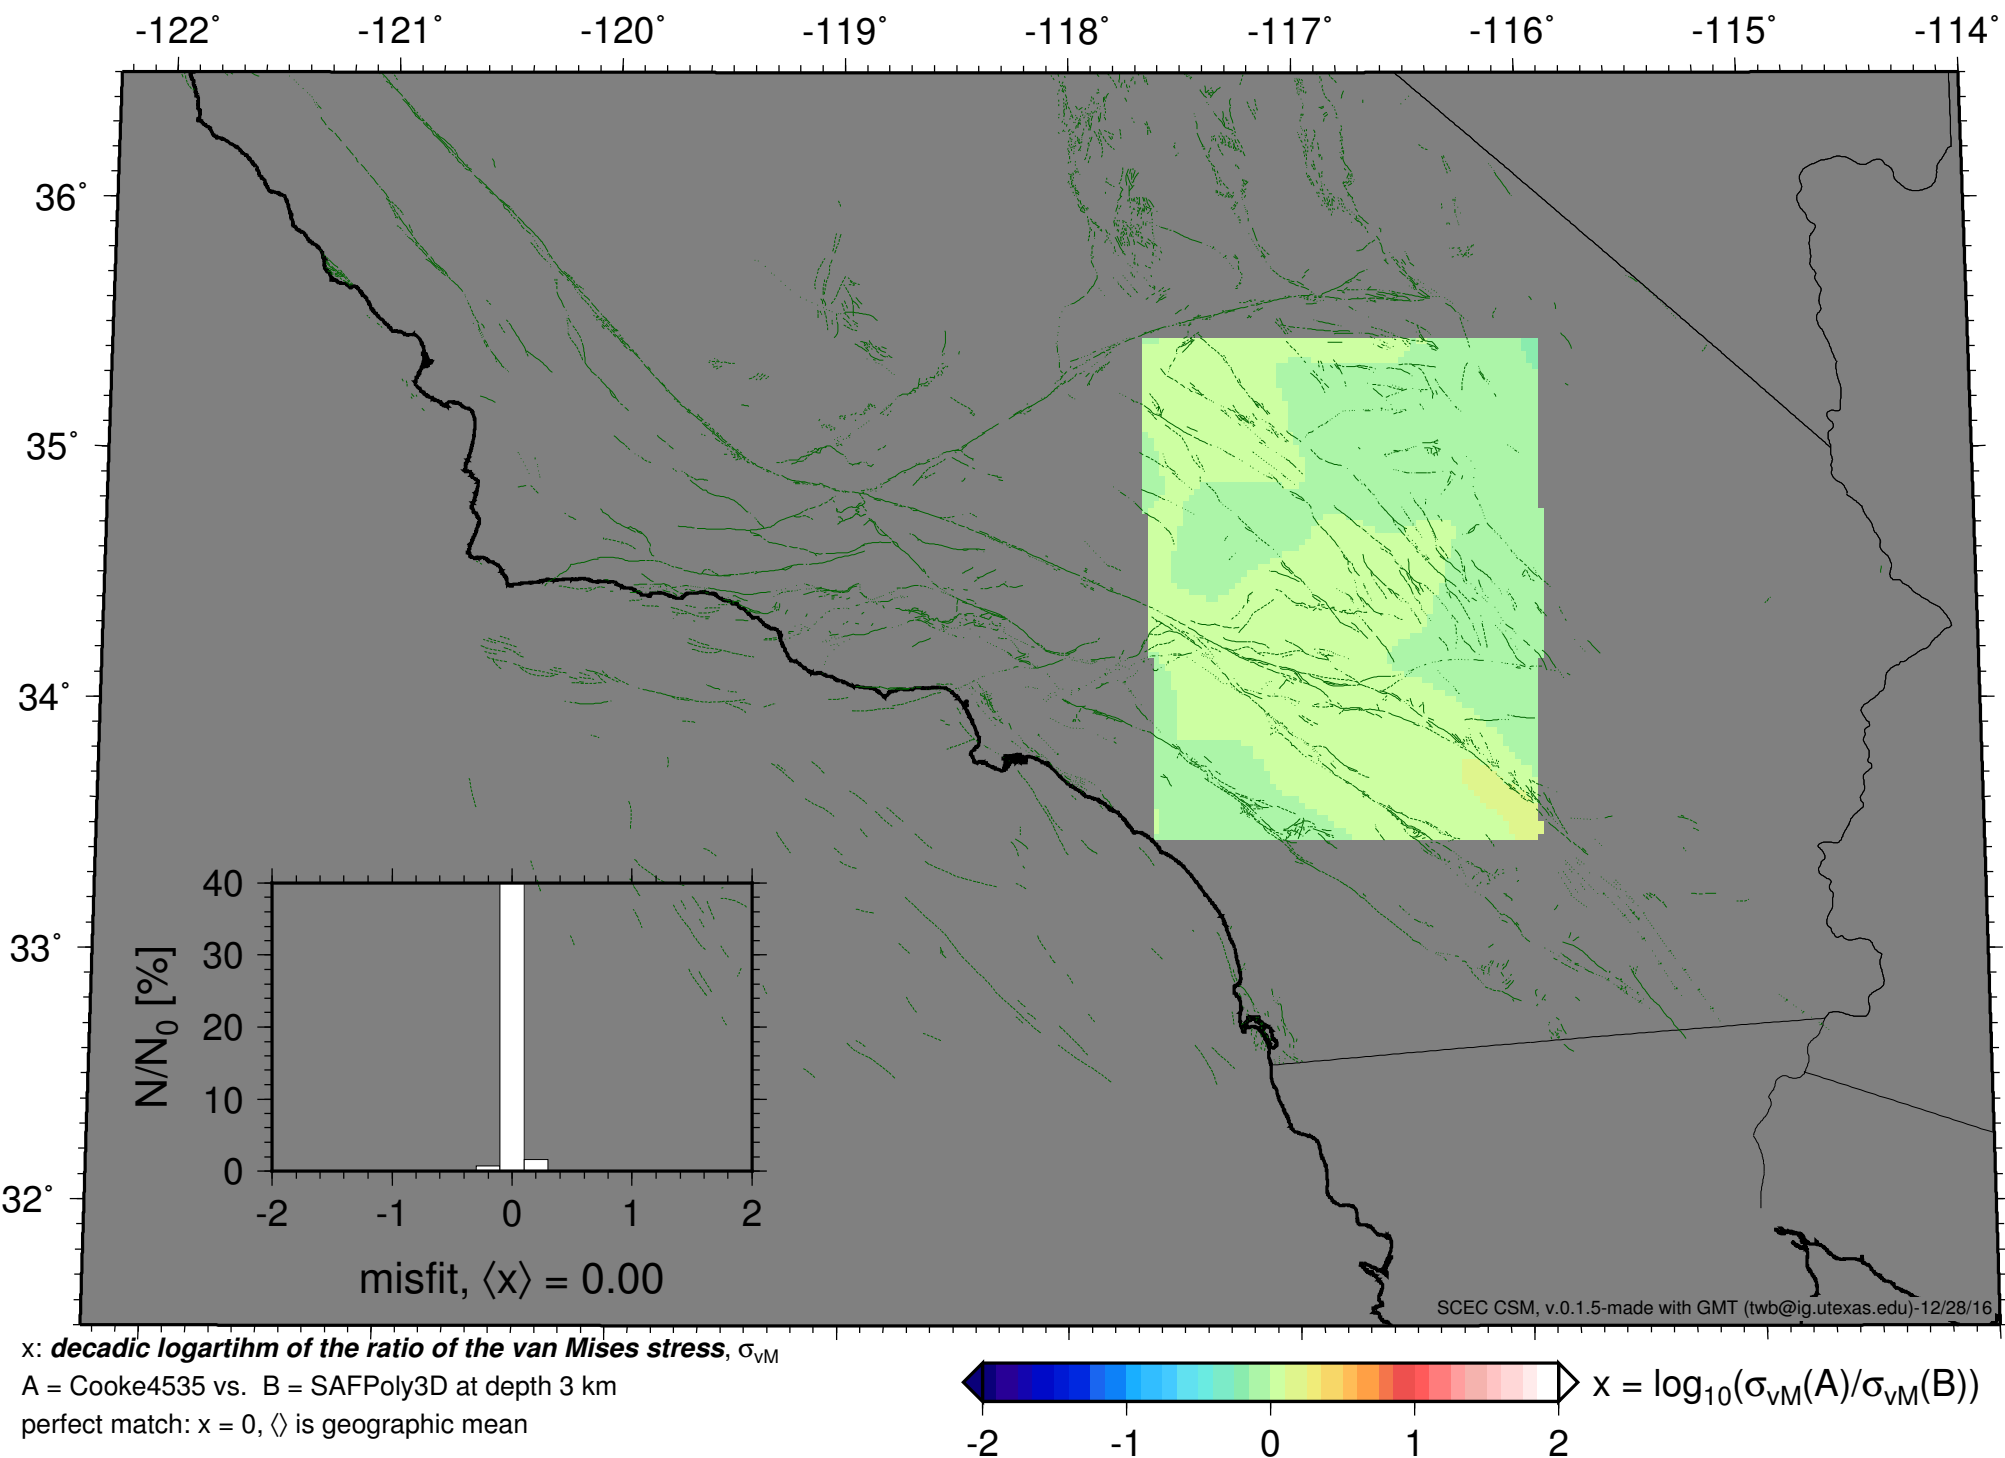 -122˚ -121˚ -120˚ -119˚ -118˚ -117˚ -116˚ -115˚ -114˚
36˚
35˚
34˚
33˚
32˚
40
30
20
10
0
N/N0 [%]
-2 -1 0 1 2
misfit, ⟨x⟩ = 0.00
SCEC CSM, v.0.1.5-made with GMT (twb@ig.utexas.edu)-12/28/16
x: decadic logartihm of the ratio of the van Mises stress, σvM
A = Cooke4535 vs. B = SAFPoly3D at depth 3 km
perfect match: x = 0, ⟨⟩ is geographic mean
x = log10(σvM(A)/σvM(B))
-2 -1 0 1 2